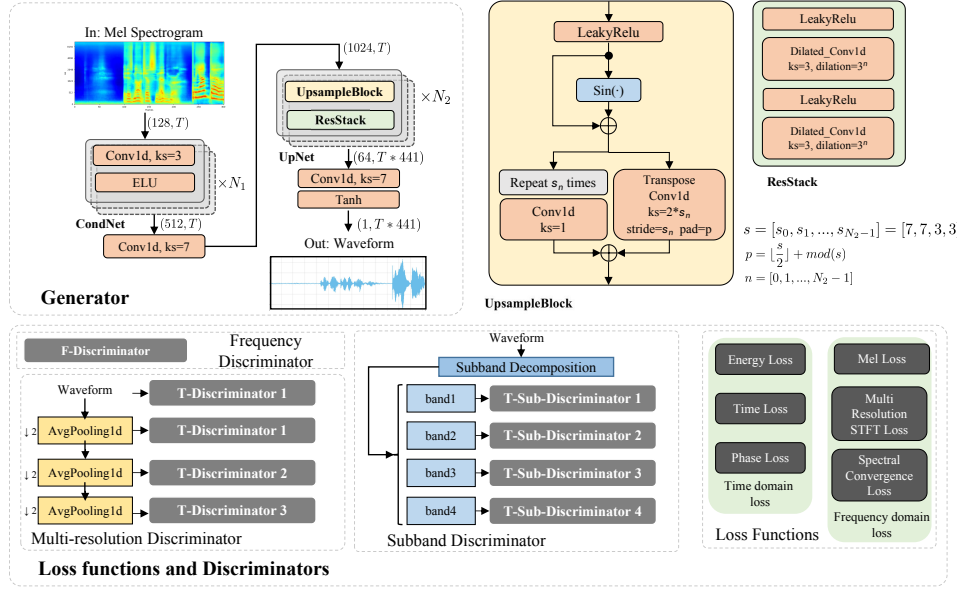 In: Mel Spectrogram
(128, T)
Conv1d, ks=3
ELU
×N₁
CondNet
(512, T)
Conv1d, ks=7
(1024, T)
UpsampleBlock
ResStack
×N₂
UpNet
(64, T * 441)
Conv1d, ks=7
Tanh
(1, T * 441)
Out: Waveform
Generator
LeakyRelu
Sin(·)
Repeat sₙ times
Conv1d
ks=1
Transpose
Conv1d
ks=2*sₙ
stride=sₙ pad=p
UpsampleBlock
LeakyRelu
Dilated_Conv1d
ks=3, dilation=3ⁿ
LeakyRelu
Dilated_Conv1d
ks=3, dilation=3ⁿ
ResStack
s = [s₀, s₁, ..., s_{N₂−1}] = [7, 7, 3, 3
p = ⌊s/2⌋ + mod(s)
n = [0, 1, ..., N₂ − 1]
F-Discriminator
Frequency
Discriminator
Waveform
T-Discriminator 1
↓2 AvgPooling1d
T-Discriminator 1
↓2 AvgPooling1d
T-Discriminator 2
↓2 AvgPooling1d
T-Discriminator 3
Multi-resolution Discriminator
Waveform
Subband Decomposition
band1
T-Sub-Discriminator 1
band2
T-Sub-Discriminator 2
band3
T-Sub-Discriminator 3
band4
T-Sub-Discriminator 4
Subband Discriminator
Energy Loss
Time Loss
Phase Loss
Time domain
loss
Mel Loss
Multi
Resolution
STFT Loss
Spectral
Convergence
Loss
Frequency domain
loss
Loss Functions
Loss functions and Discriminators